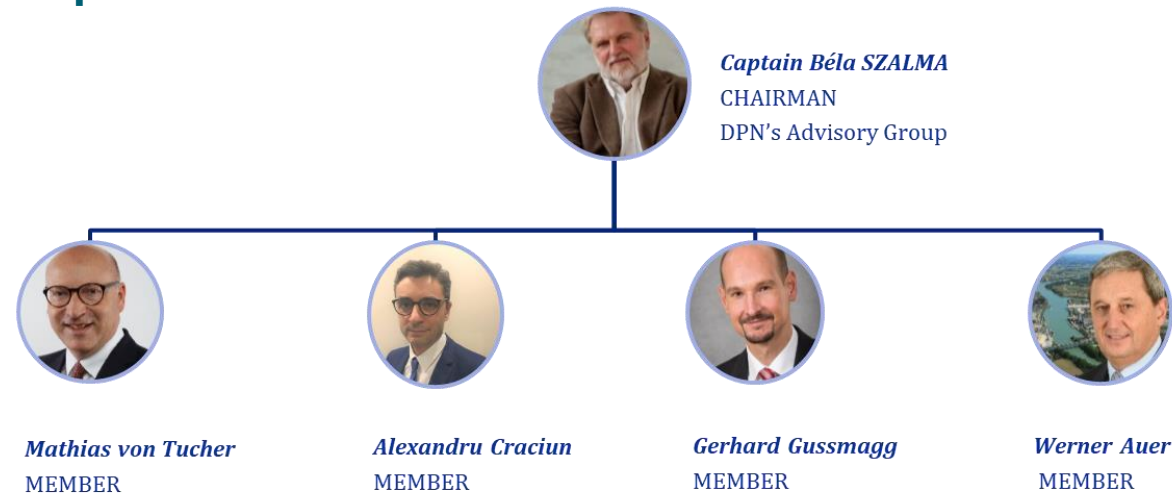 Captain Béla SZALMA
CHAIRMAN
DPN's Advisory Group
Mathias von Tucher
MEMBER
Alexandru Craciun
MEMBER
Gerhard Gussmagg
MEMBER
Werner Auer
MEMBER